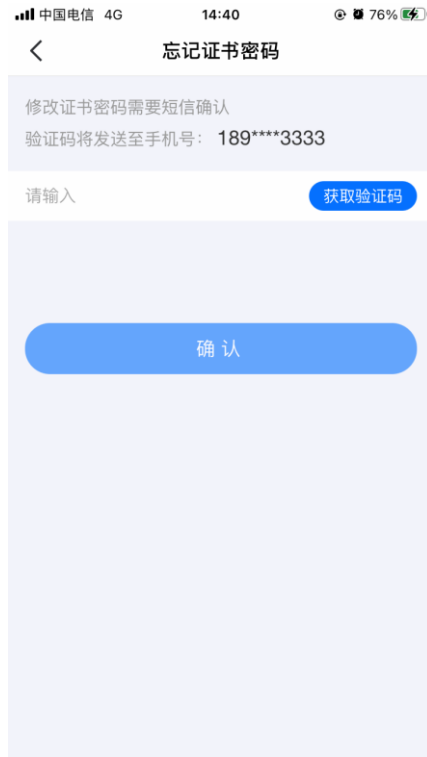 中国电信 4G 14:40 76%
忘记证书密码
修改证书密码需要短信确认
验证码将发送至手机号： 189****3333
请输入 获取验证码
确 认